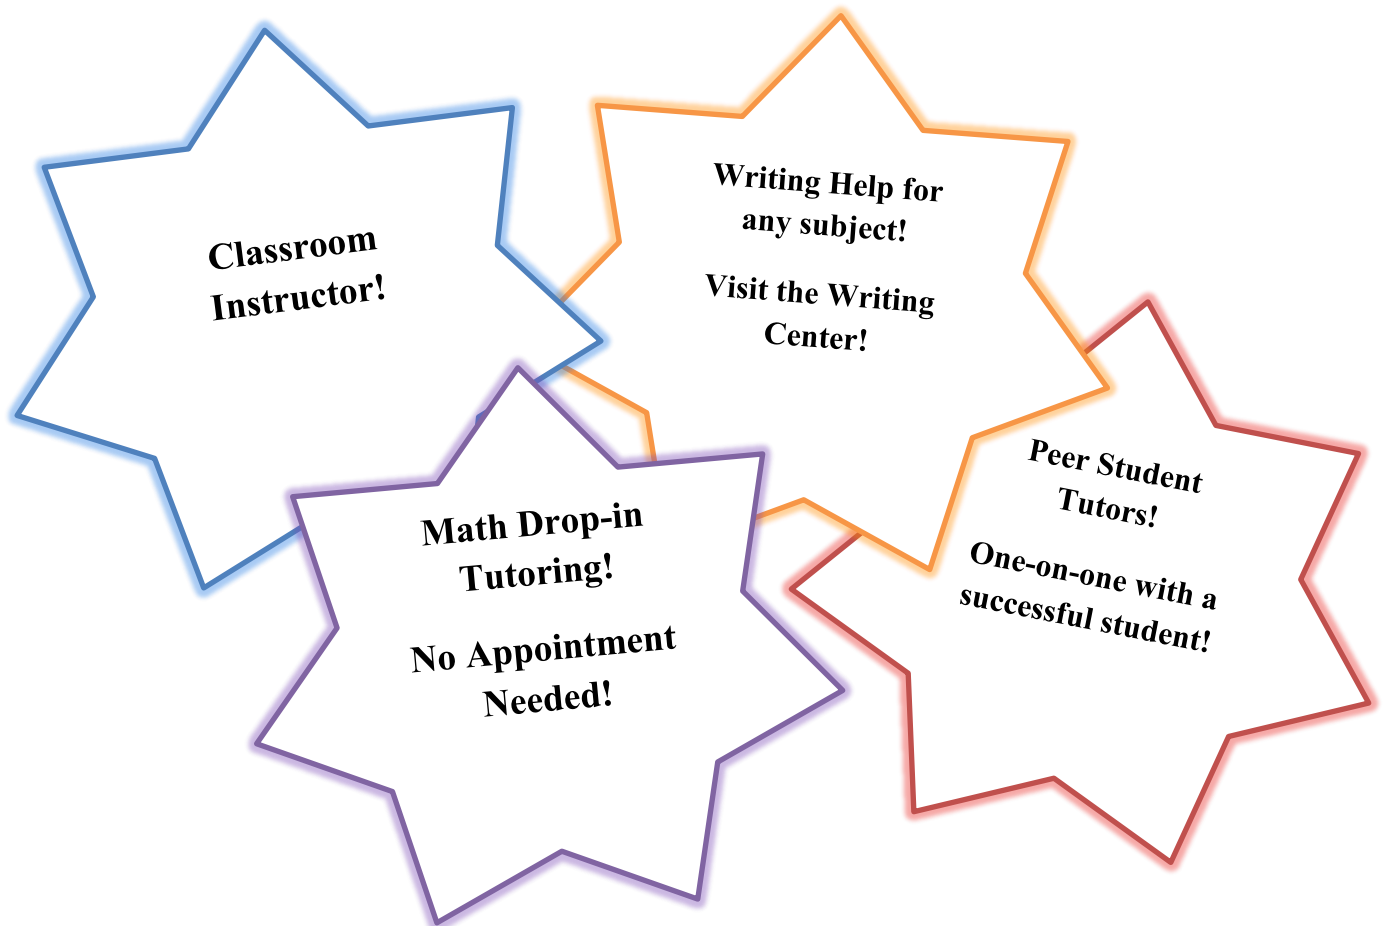 Classroom
Instructor!
Writing Help for
any subject!
Visit the Writing
Center!
Math Drop-in
Tutoring!
No Appointment
Needed!
Peer Student
Tutors!
One-on-one with a
successful student!